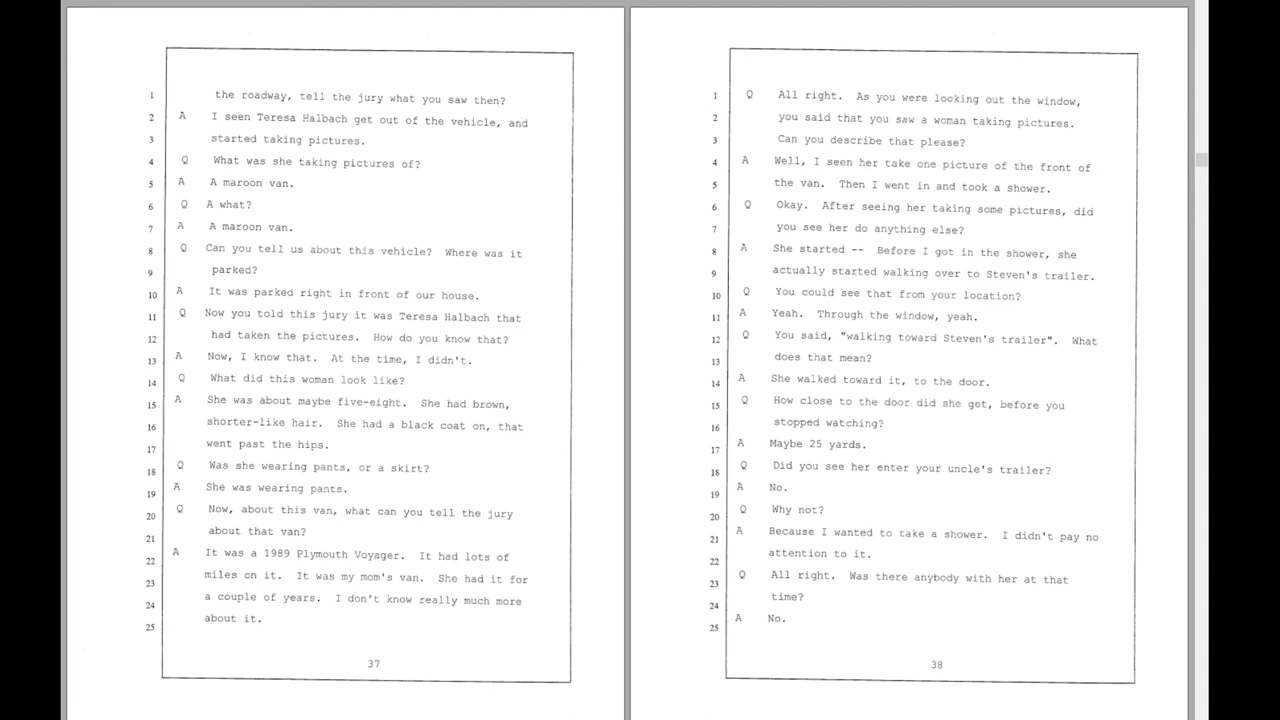 1 the roadway, tell the jury what you saw then?
2 A I seen Teresa Halbach get out of the vehicle, and
3 started taking pictures.
4 Q What was she taking pictures of?
5 A A maroon van.
6 Q A what?
7 A A maroon van.
8 Q Can you tell us about this vehicle? Where was it
9 parked?
10 A It was parked right in front of our house.
11 Q Now you told this jury it was Teresa Halbach that
12 had taken the pictures. How do you know that?
13 A Now, I know that. At the time, I didn't.
14 Q What did this woman look like?
15 A She was about maybe five-eight. She had brown,
16 shorter-like hair. She had a black coat on, that
17 went past the hips.
18 Q Was she wearing pants, or a skirt?
19 A She was wearing pants.
20 Q Now, about this van, what can you tell the jury
21 about that van?
22 A It was a 1989 Plymouth Voyager. It had lots of
23 miles on it. It was my mom's van. She had it for
24 a couple of years. I don't know really much more
25 about it.
37
1 Q All right. As you were looking out the window,
2 you said that you saw a woman taking pictures.
3 Can you describe that please?
4 A Well, I seen her take one picture of the front of
5 the van. Then I went in and took a shower.
6 Q Okay. After seeing her taking some pictures, did
7 you see her do anything else?
8 A She started -- Before I got in the shower, she
9 actually started walking over to Steven's trailer.
10 Q You could see that from your location?
11 A Yeah. Through the window, yeah.
12 Q You said, "walking toward Steven's trailer". What
13 does that mean?
14 A She walked toward it, to the door.
15 Q How close to the door did she get, before you
16 stopped watching?
17 A Maybe 25 yards.
18 Q Did you see her enter your uncle's trailer?
19 A No.
20 Q Why not?
21 A Because I wanted to take a shower. I didn't pay no
22 attention to it.
23 Q All right. Was there anybody with her at that
24 time?
25 A No.
38